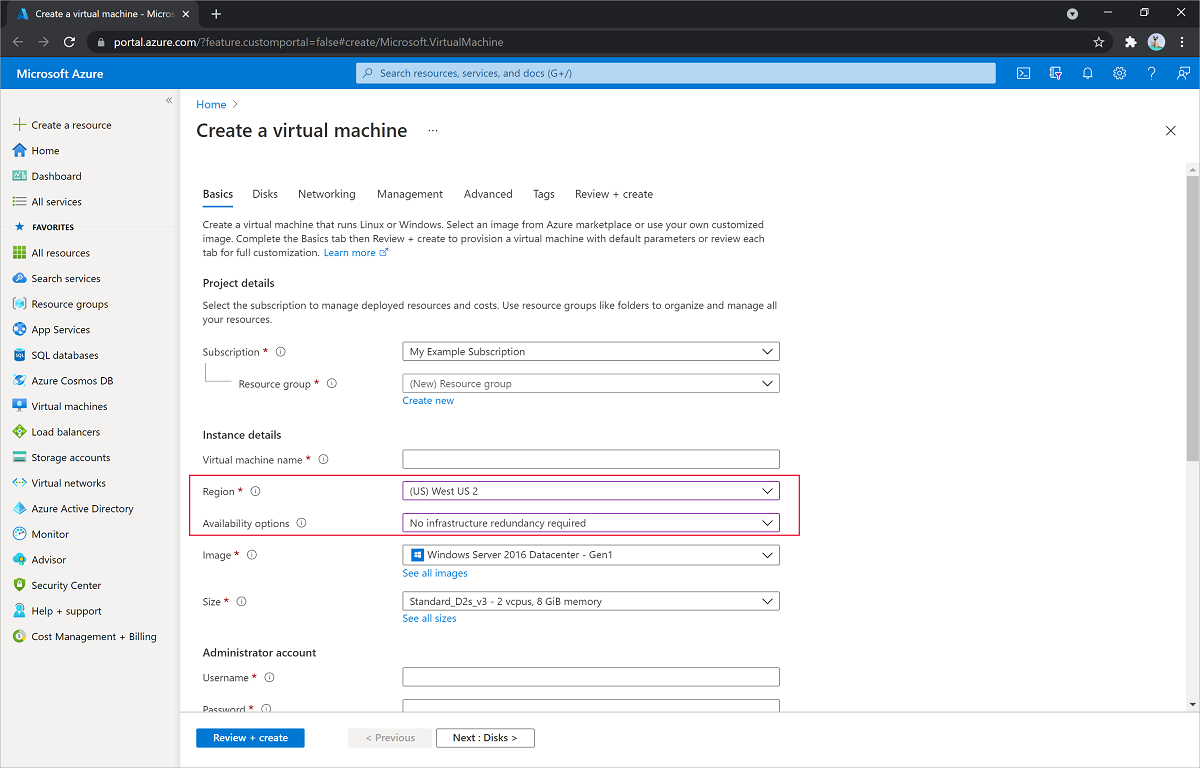 Create a virtual machine - Micros
portal.azure.com/?feature.customportal=false#create/Microsoft.VirtualMachine
Microsoft Azure
Search resources, services, and docs (G+/)
Create a resource
Home
Dashboard
All services
FAVORITES
All resources
Search services
Resource groups
App Services
SQL databases
Azure Cosmos DB
Virtual machines
Load balancers
Storage accounts
Virtual networks
Azure Active Directory
Monitor
Advisor
Security Center
Help + support
Cost Management + Billing
Home >
Create a virtual machine ...
Basics Disks Networking Management Advanced Tags Review + create
Create a virtual machine that runs Linux or Windows. Select an image from Azure marketplace or use your own customized
image. Complete the Basics tab then Review + create to provision a virtual machine with default parameters or review each
tab for full customization. Learn more
Project details
Select the subscription to manage deployed resources and costs. Use resource groups like folders to organize and manage all
your resources.
Subscription * My Example Subscription
Resource group * (New) Resource group
Create new
Instance details
Virtual machine name *
Region * (US) West US 2
Availability options No infrastructure redundancy required
Image * Windows Server 2016 Datacenter - Gen1
See all images
Size * Standard_D2s_v3 - 2 vcpus, 8 GiB memory
See all sizes
Administrator account
Username *
Password *
Review + create < Previous Next : Disks >